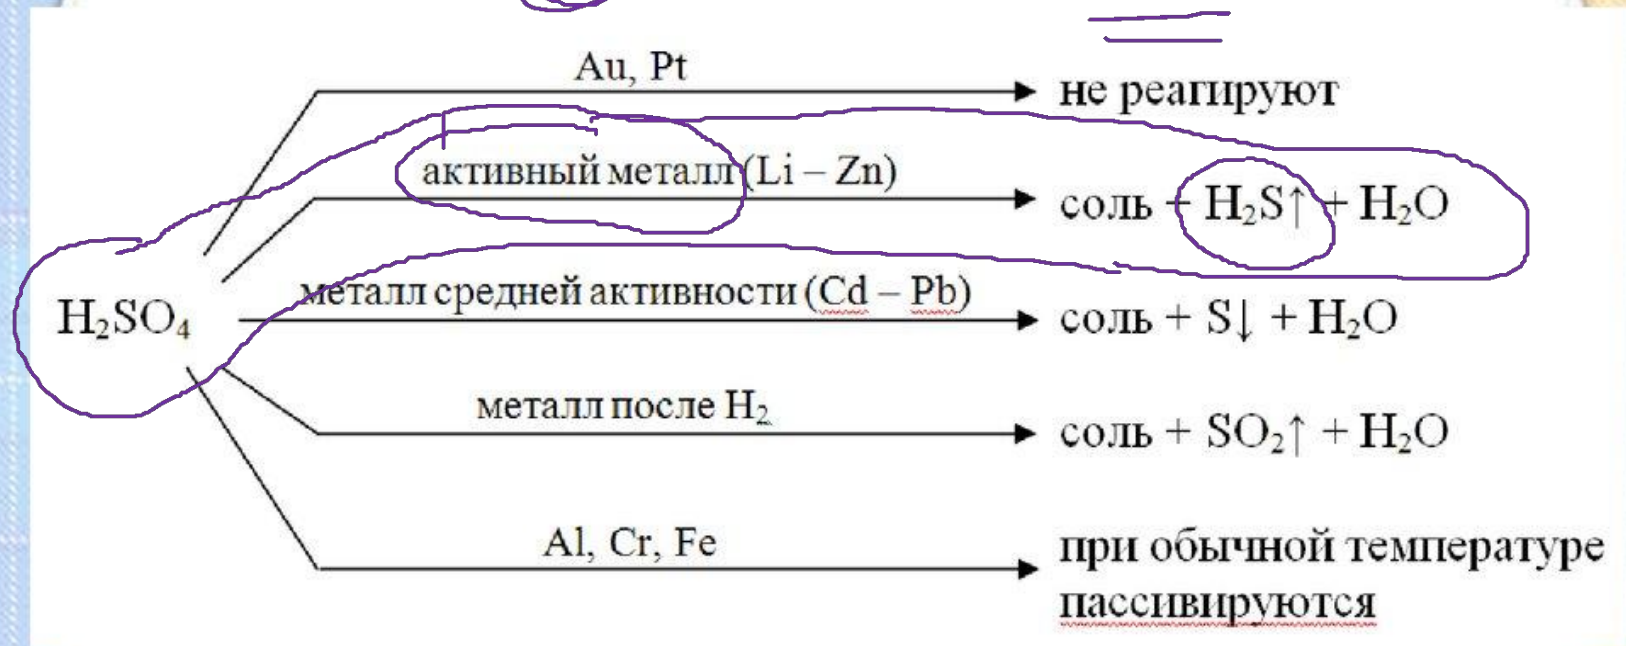 Au, Pt
не реагируют
активный металл (Li – Zn)
соль + H₂S↑ + H₂O
H₂SO₄
металл средней активности (Cd – Pb)
соль + S↓ + H₂O
металл после H₂
соль + SO₂↑ + H₂O
Al, Cr, Fe
при обычной температуре
пассивируются